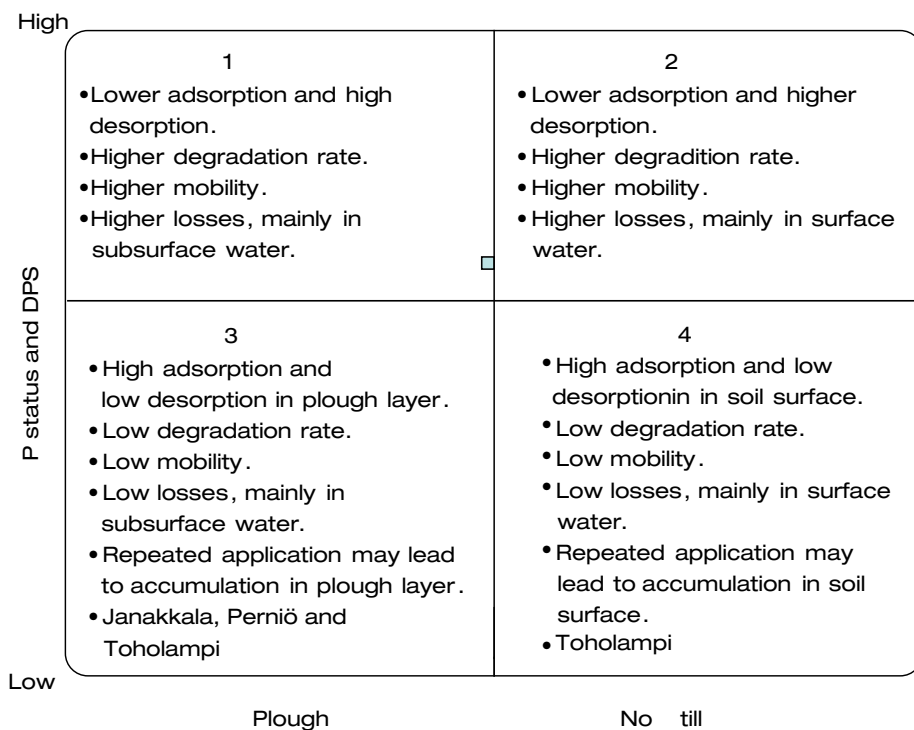 High
1
•Lower adsorption and high
desorption.
•Higher degradation rate.
•Higher mobility.
•Higher losses, mainly in
subsurface water.
2
•Lower adsorption and higher
desorption.
•Higher degradition rate.
•Higher mobility.
•Higher losses, mainly in surface
water.
P status and DPS
3
•High adsorption and
low desorption in plough layer.
•Low degradation rate.
•Low mobility.
•Low losses, mainly in
subsurface water.
•Repeated application may lead
to accumulation in plough layer.
•Janakkala, Perniö and
Toholampi
4
•High adsorption and low
desorptionin in soil surface.
•Low degradation rate.
•Low mobility.
•Low losses, mainly in surface
water.
•Repeated application may
lead to accumulation in soil
surface.
•Toholampi
Low
Plough
No till